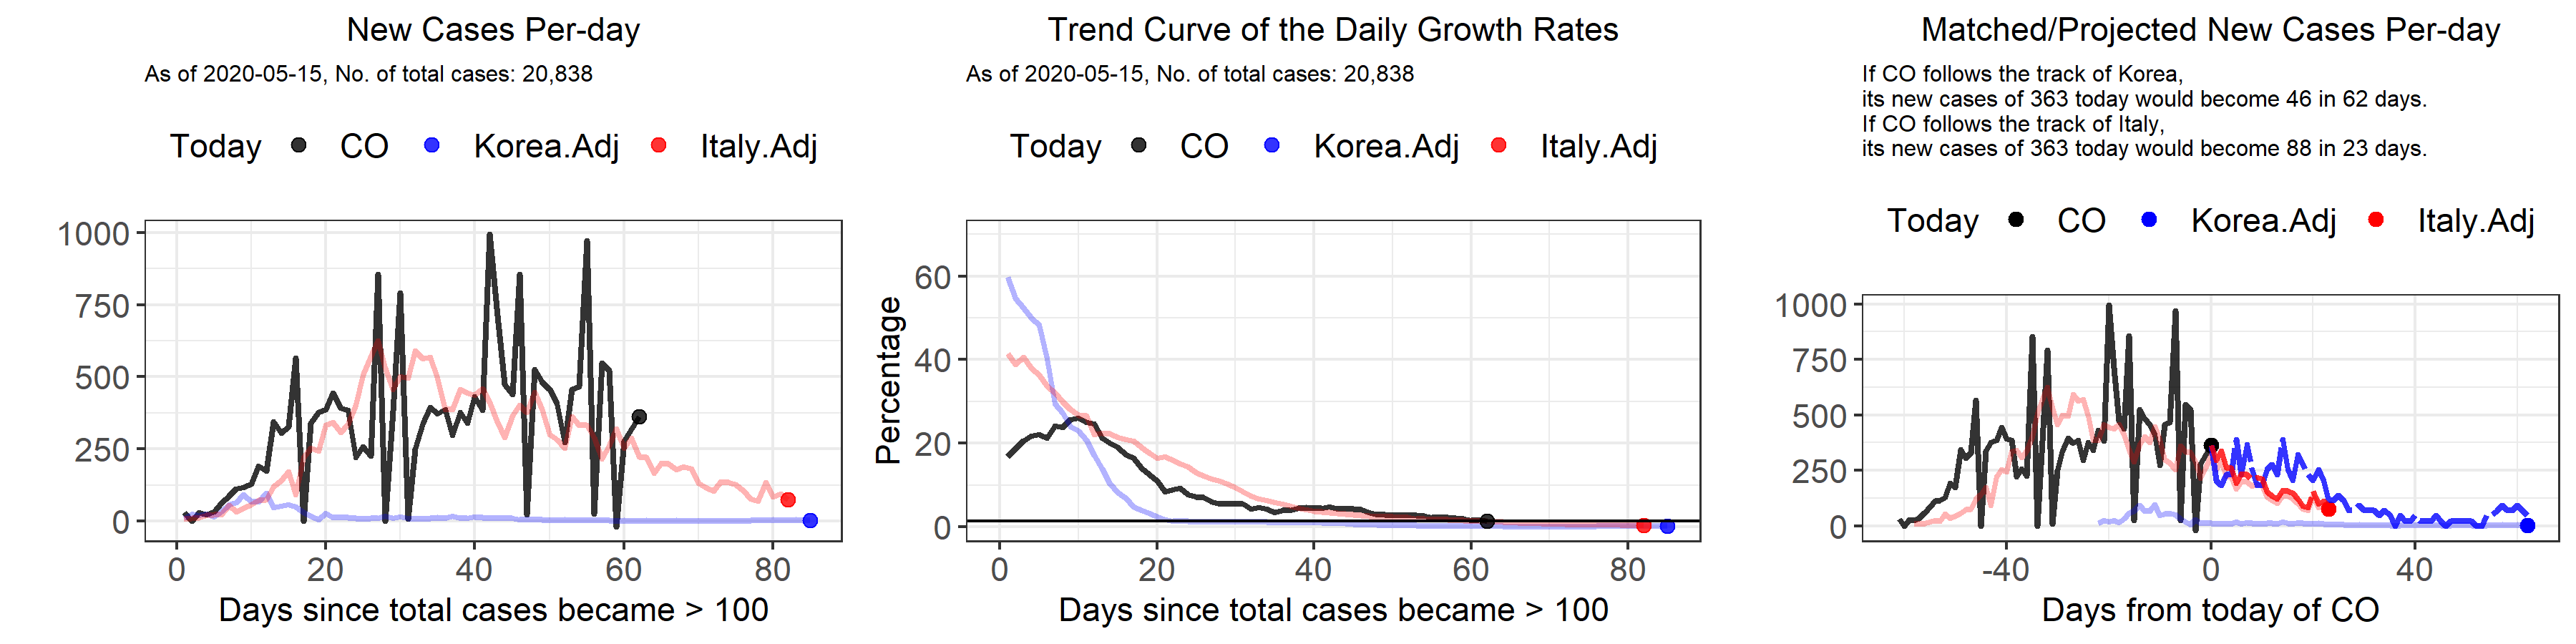 New Cases Per-day
As of 2020-05-15, No. of total cases: 20,838
Today CO Korea.Adj Italy.Adj
1000
750
500
250
0
0 20 40 60 80
Days since total cases became > 100
Trend Curve of the Daily Growth Rates
As of 2020-05-15, No. of total cases: 20,838
Today CO Korea.Adj Italy.Adj
Percentage
60
40
20
0
0 20 40 60 80
Days since total cases became > 100
Matched/Projected New Cases Per-day
If CO follows the track of Korea,
its new cases of 363 today would become 46 in 62 days.
If CO follows the track of Italy,
its new cases of 363 today would become 88 in 23 days.
Today CO Korea.Adj Italy.Adj
1000
750
500
250
0
-40 0 40
Days from today of CO